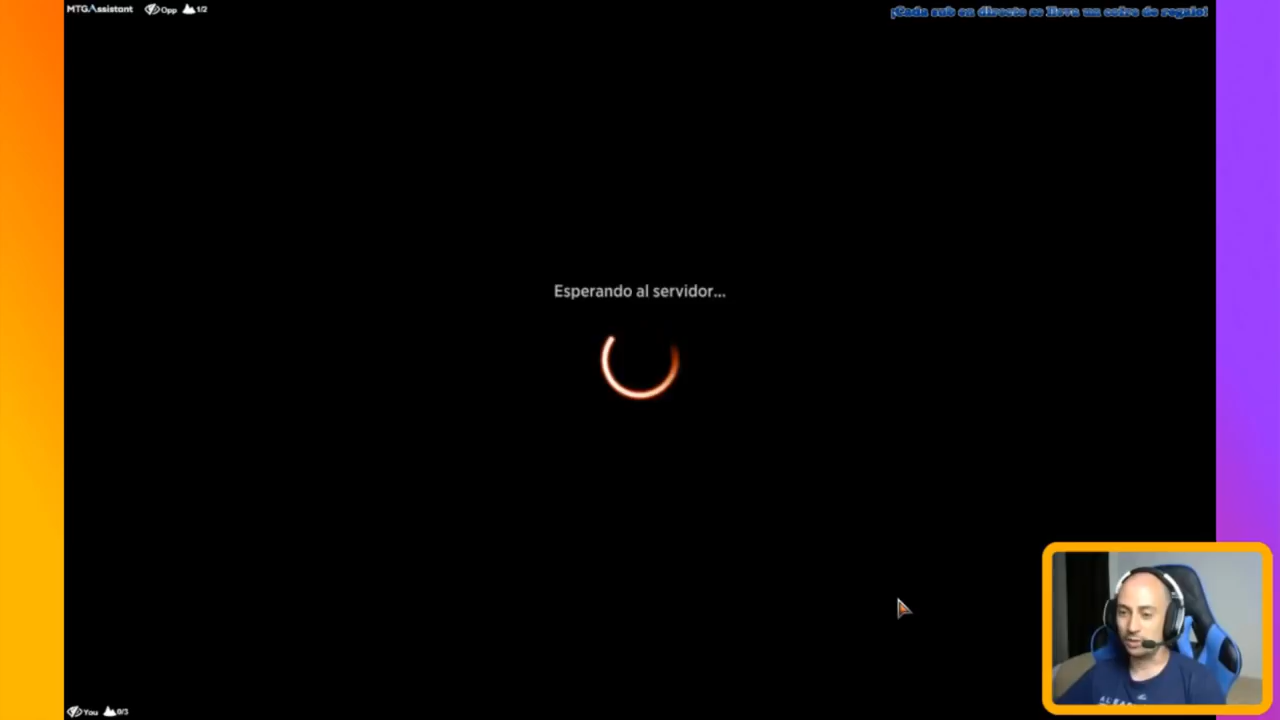 MTGAssistant Opp 1/2
¡Cada sub en directo se lleva un cofre de regalo!
Esperando al servidor...
You 0/3